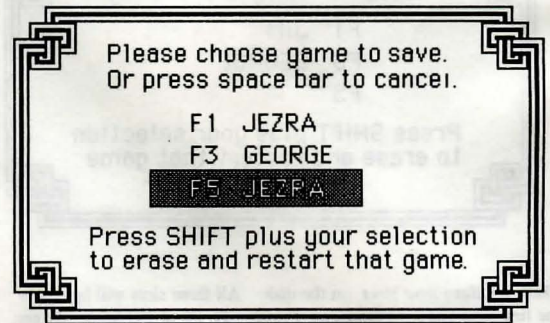 Please choose game to save.
Or press space bar to cancel.
F1 JEZRA
F3 GEORGE
F5 JEZRA
Press SHIFT plus your selection
to erase and restart that game.